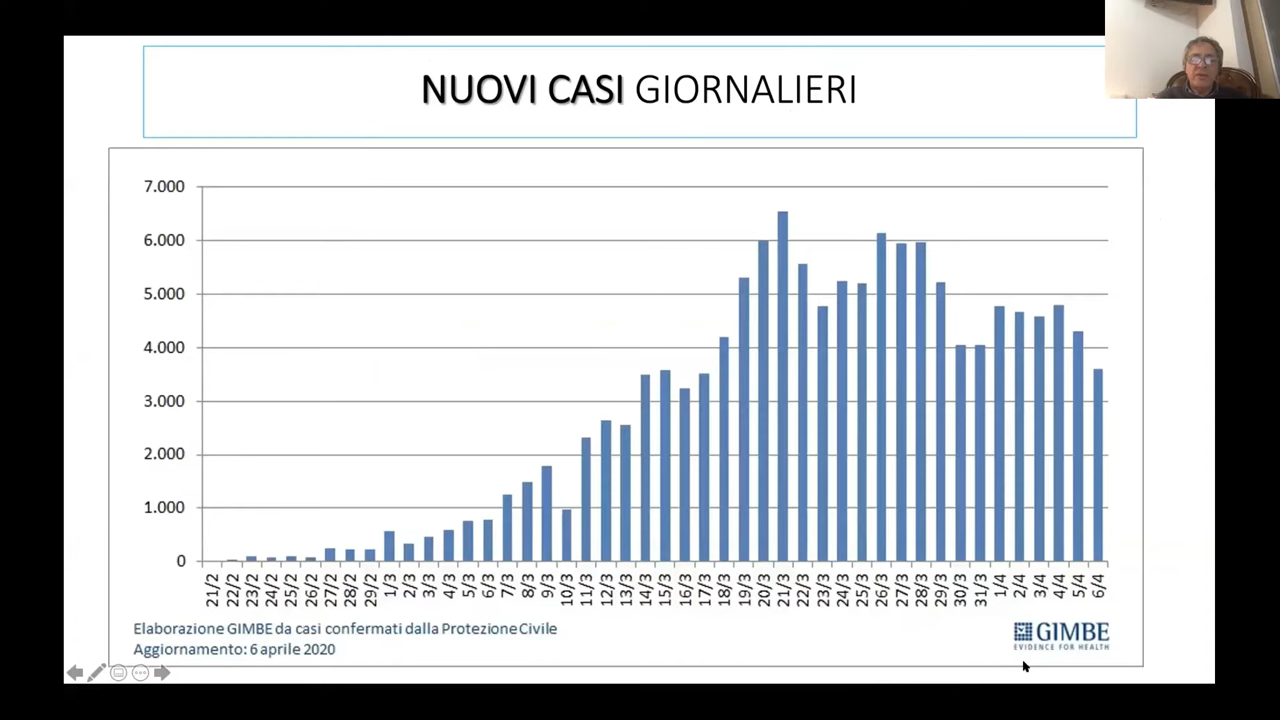 NUOVI CASI GIORNALIERI
7.000
6.000
5.000
4.000
3.000
2.000
1.000
0
21/2 22/2 23/2 24/2 25/2 26/2 27/2 28/2 29/2 1/3 2/3 3/3 4/3 5/3 6/3 7/3 8/3 9/3 10/3 11/3 12/3 13/3 14/3 15/3 16/3 17/3 18/3 19/3 20/3 21/3 22/3 23/3 24/3 25/3 26/3 27/3 28/3 29/3 30/3 31/3 1/4 2/4 3/4 4/4 5/4 6/4
Elaborazione GIMBE da casi confermati dalla Protezione Civile
Aggiornamento: 6 aprile 2020
GIMBE
EVIDENCE FOR HEALTH